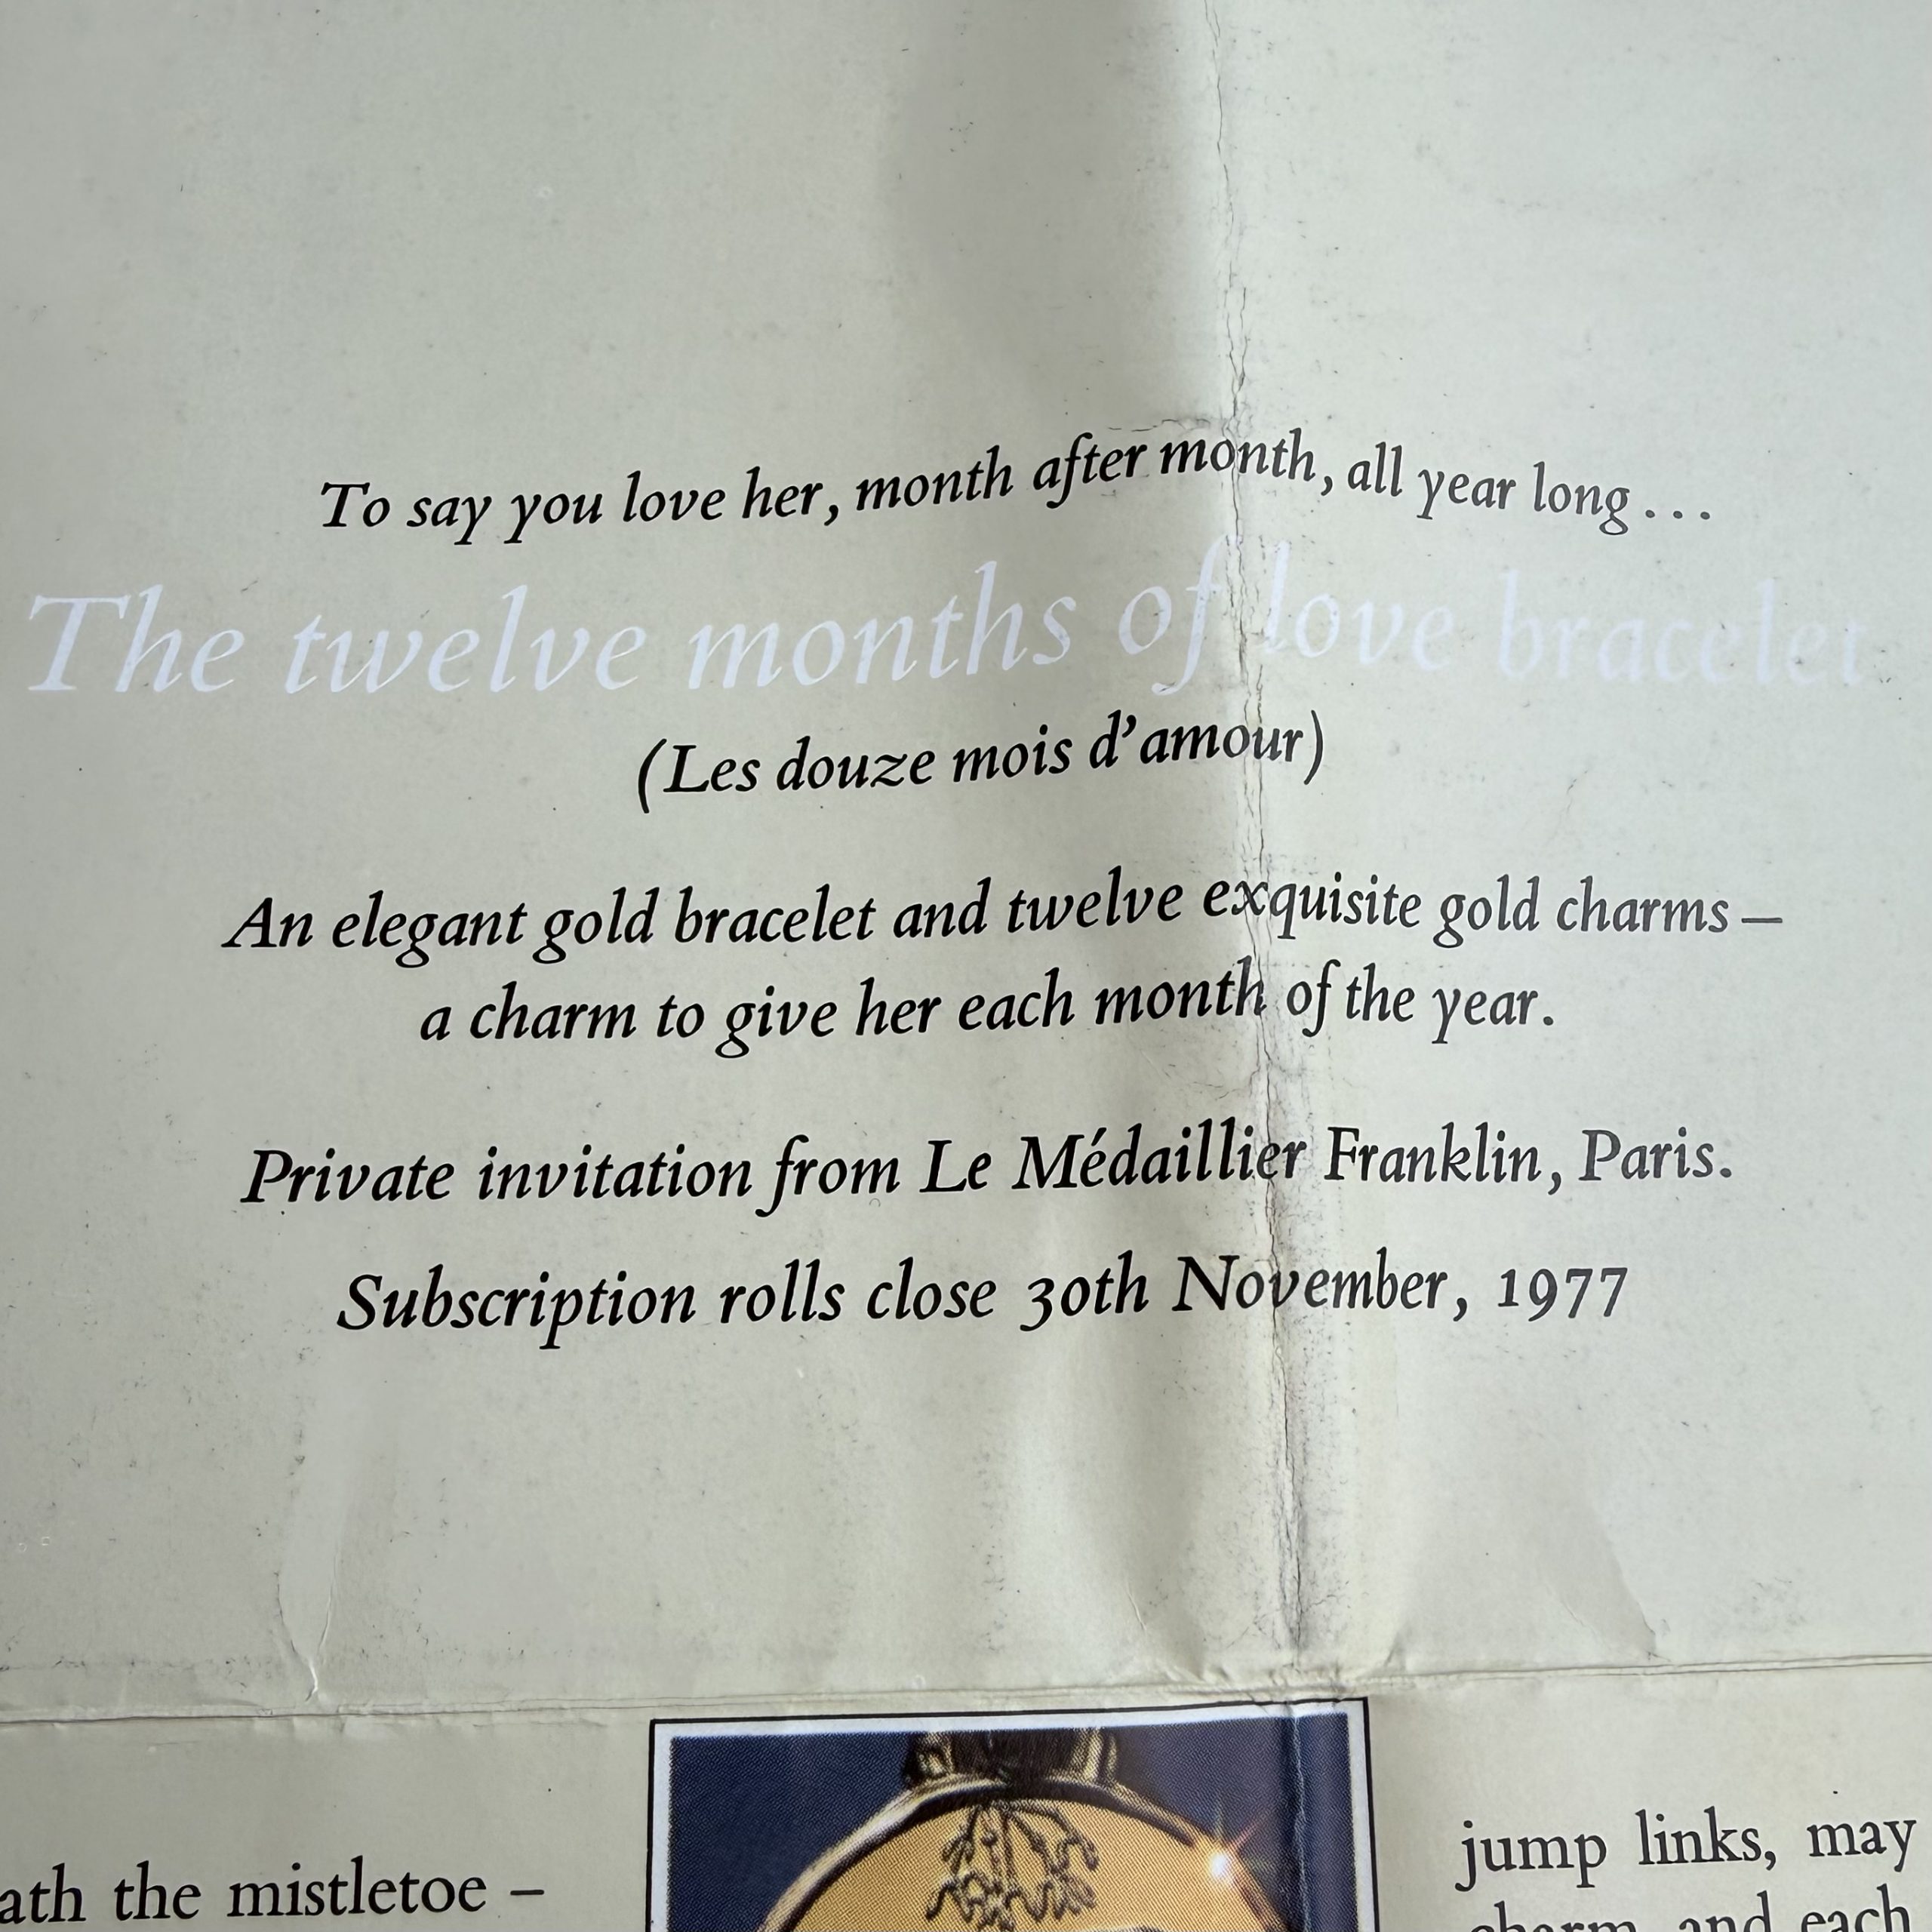 To say you love her, month after month, all year long...
The twelve months of love bracelet
(Les douze mois d'amour)
An elegant gold bracelet and twelve exquisite gold charms –
a charm to give her each month of the year.
Private invitation from Le Médaillier Franklin, Paris.
Subscription rolls close 30th November, 1977
the mistletoe –
jump links, may
charm, and each